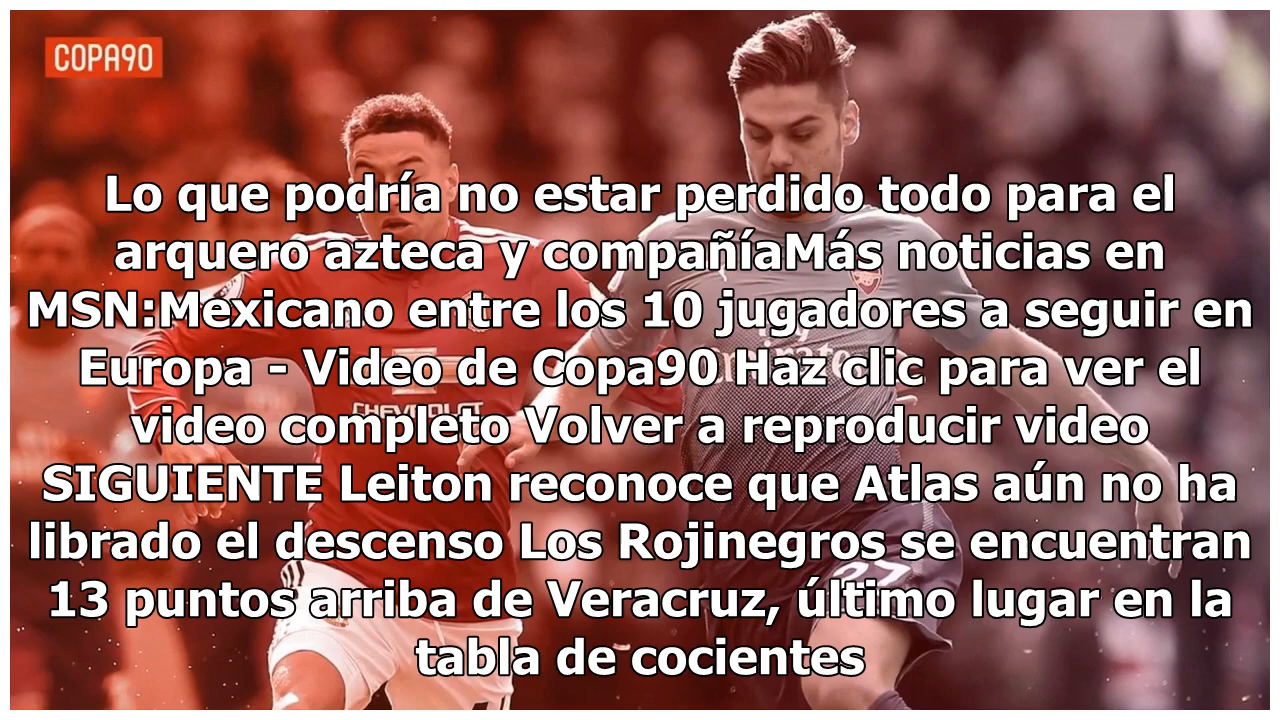 COPA90
Lo que podría no estar perdido todo para el
arquero azteca y compañíaMás noticias en
MSN:Mexicano entre los 10 jugadores a seguir en
Europa - Video de Copa90 Haz clic para ver el
video completo Volver a reproducir video
SIGUIENTE Leiton reconoce que Atlas aún no ha
librado el descenso Los Rojinegros se encuentran
13 puntos arriba de Veracruz, último lugar en la
tabla de cocientes
CHEVROLET